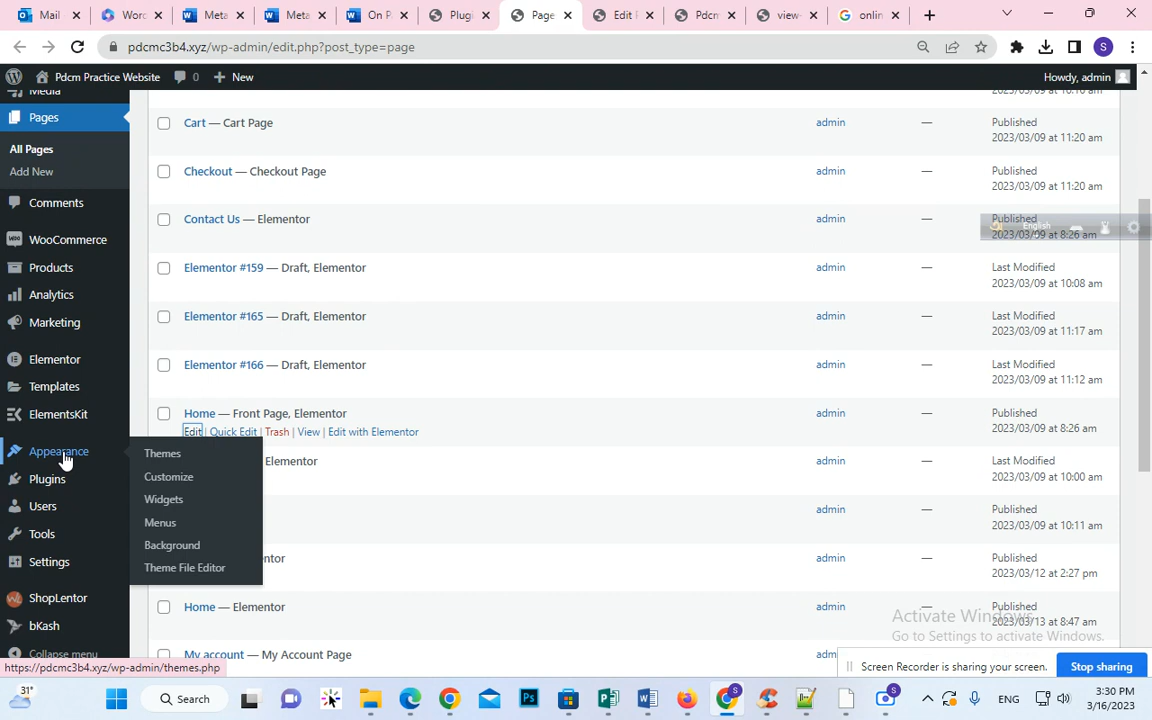 Mail
Word
Meta
Meta
On P
Plugi
Page
Edit P
Pdcm
view-
onlin
pdcmc3b4.xyz/wp-admin/edit.php?post_type=page
S
Pdcm Practice Website 0 New Howdy, admin
Media
Pages
All Pages
Add New
Comments
WooCommerce
Products
Analytics
Marketing
Elementor
Templates
ElementsKit
Appearance
Plugins
Users
Tools
Settings
ShopLentor
bKash
Collapse menu
Themes
Customize
Widgets
Menus
Background
Theme File Editor
2023/03/09 at 10:10 am
Cart — Cart Page admin — Published
2023/03/09 at 11:20 am
Checkout — Checkout Page admin — Published
2023/03/09 at 11:20 am
Contact Us — Elementor admin — Published
2023/03/09 at 8:26 am
English
Elementor #159 — Draft, Elementor admin — Last Modified
2023/03/09 at 10:08 am
Elementor #165 — Draft, Elementor admin — Last Modified
2023/03/09 at 11:17 am
Elementor #166 — Draft, Elementor admin — Last Modified
2023/03/09 at 11:12 am
Home — Front Page, Elementor admin — Published
2023/03/09 at 8:26 am
Edit | Quick Edit | Trash | View | Edit with Elementor
Elementor admin — Last Modified
2023/03/09 at 10:00 am
admin — Published
2023/03/09 at 10:11 am
ntor admin — Published
2023/03/12 at 2:27 pm
Home — Elementor admin — Published
2023/03/13 at 8:47 am
My account — My Account Page adm
Activate Windows
Go to Settings to activate Windows.
https://pdcmc3b4.xyz/wp-admin/themes.php
Screen Recorder is sharing your screen. Stop sharing
31°
Search
ENG
3:30 PM
3/16/2023